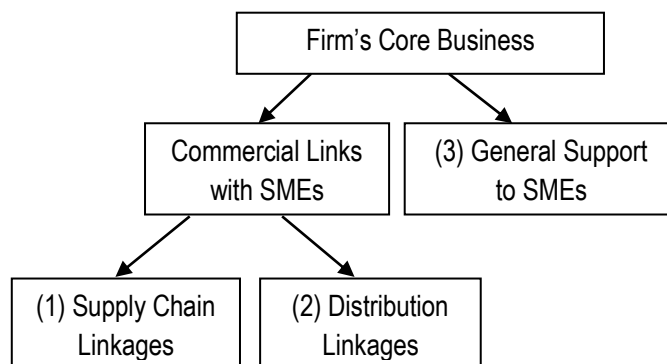 Firm’s Core Business
Commercial Links
with SMEs
(3) General Support
to SMEs
(1) Supply Chain
Linkages
(2) Distribution
Linkages